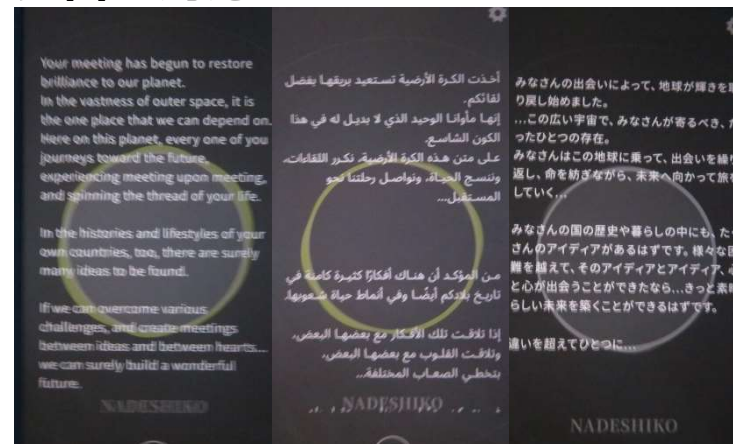 Your meeting has begun to restore
brilliance to our planet.
In the vastness of outer space, it is
the one place that we can depend on.
Here on this planet, every one of you
journeys toward the future,
experiencing meeting upon meeting,
and spinning the thread of your life.
In the histories and lifestyles of your
own countries, too, there are surely
many ideas to be found.
If we can overcome various
challenges, and create meetings
between ideas and between hearts...
we can surely build a wonderful
future.
NADESHIKO
أخذت الكرة الأرضية تستعيد بريقها بفضل
لقائكم.
إنها مأوانا الوحيد الذي لا بديل له في هذا
الكون الشاسع.
على متن هذه الكرة الأرضية، نكرر اللقاءات،
وننسج الحياة، ونواصل رحلتنا نحو
المستقبل...
من المؤكد أن هناك أفكارًا كثيرة كامنة في
تاريخ بلادكم أيضًا وفي أنماط حياة شعوبها.
إذا تلاقت تلك الأفكار مع بعضها البعض،
وتلاقت القلوب مع بعضها البعض،
بتخطي الصعاب المختلفة...
NADESHIKO
みなさんの出会いによって、地球が輝きを
り戻し始めました。
...この広い宇宙で、みなさんが寄るべき、
ったひとつの存在。
みなさんはこの地球に乗って、出会いを繰り
返し、命を紡ぎながら、未来へ向かって旅
していく...
みなさんの国の歴史や暮らしの中にも、た
さんのアイディアがあるはずです。様々な
難を越えて、そのアイディアとアイディア、
と心が出会うことができたなら...きっと素
らしい未来を築くことができるはずです。
違いを超えてひとつに...
NADESHIKO